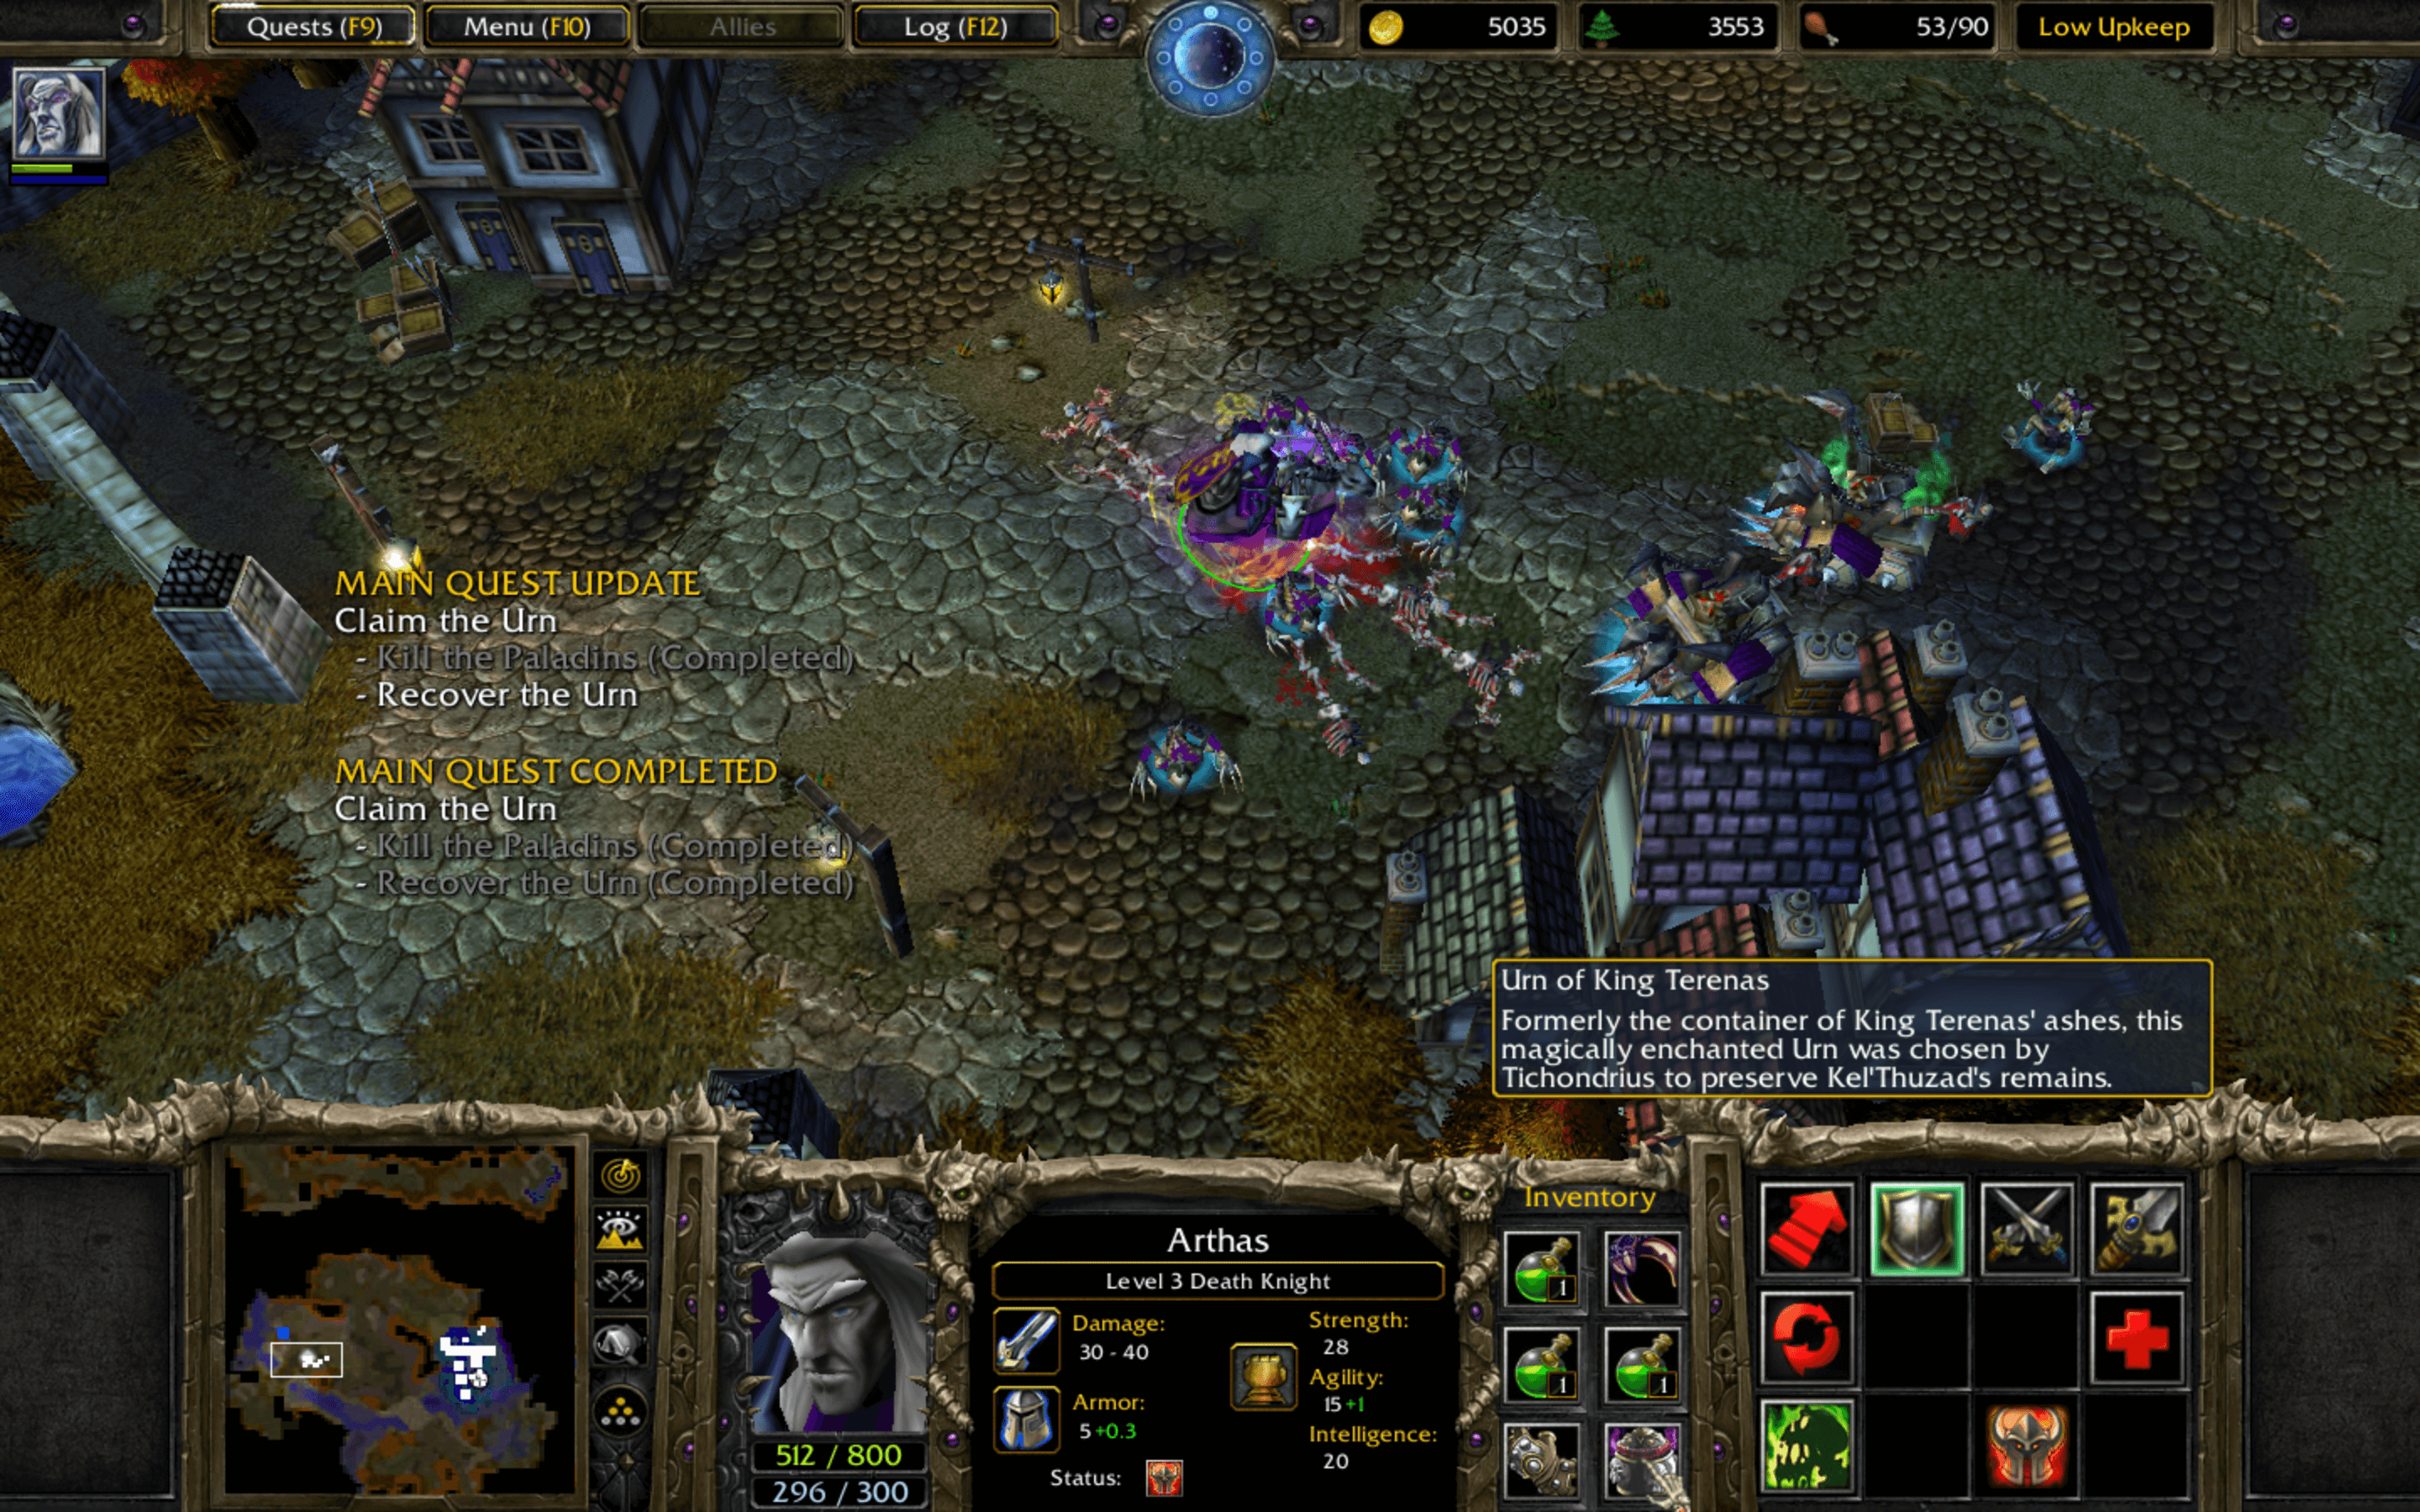 Quests (F9)
Menu (F10)
Allies
Log (F12)
5035
3553
53/90
Low Upkeep
MAIN QUEST UPDATE
Claim the Urn
- Kill the Paladins (Completed)
- Recover the Urn
MAIN QUEST COMPLETED
Claim the Urn
- Kill the Paladins (Completed)
- Recover the Urn (Completed)
Urn of King Terenas
Formerly the container of King Terenas' ashes, this
magically enchanted Urn was chosen by
Tichondrius to preserve Kel'Thuzad's remains.
512 / 800
296 / 300
Arthas
Level 3 Death Knight
Damage:
30 - 40
Armor:
5 +0.3
Strength:
28
Agility:
15 +1
Intelligence:
20
Status:
Inventory
1
1
1